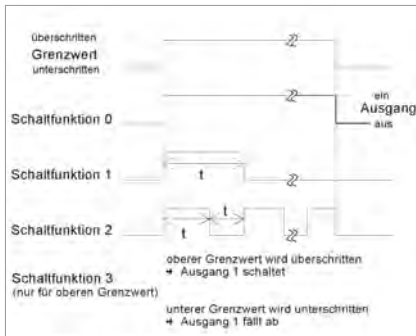 überschritten
Grenzwert
unterschritten
ein
Ausgang
aus
Schaltfunktion 0
Schaltfunktion 1
t
Schaltfunktion 2
t
t
Schaltfunktion 3
(nur für oberen Grenzwert)
oberer Grenzwert wird überschritten
→ Ausgang 1 schaltet
unterer Grenzwert wird unterschritten
→ Ausgang 1 fällt ab